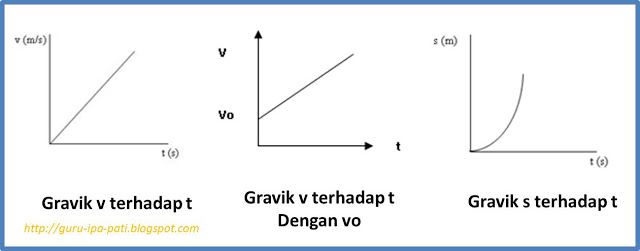 v (m/s)
t (s)
Gravik v terhadap t
V
Vo
t
Gravik v terhadap t
Dengan vo
s (m)
t (s)
Gravik s terhadap t
http://guru-ipa-pati.blogspot.com